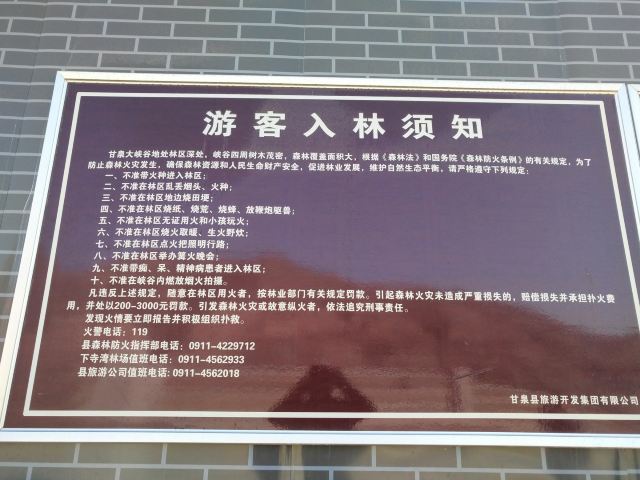 游客入林须知
甘泉大峡谷地处林区深处，峡谷四周树木茂密，森林覆盖面积大，根据《森林法》和国务院《森林防火条例》的有关规定，为了
防止森林火灾发生，确保森林资源和人民生命财产安全，促进林业发展，维护自然生态平衡，请严格遵守下列规定：
一、不准带火种进入林区；
二、不准在林区乱丢烟头、火种；
三、不准在林区地边烧田埂；
四、不准在林区烧纸、烧荒、烧蜂、放鞭炮驱兽；
五、不准在林区无证用火和小孩玩火；
六、不准在林区烧火取暖、生火野炊；
七、不准在林区点火把照明行路；
八、不准在林区举办篝火晚会；
九、不准带痴、呆、精神病患者进入林区；
十、不准在峡谷内燃放烟火拍摄。
凡违反上述规定，随意在林区用火者，按林业部门有关规定罚款。引起森林火灾未造成严重损失的，赔偿损失并承担扑火费
用，并处以200-3000元罚款。引发森林火灾或故意纵火者，依法追究刑事责任。
发现火情要立即报告并积极组织扑救。
火警电话：119
县森林防火指挥部电话：0911-4229712
下寺湾林场值班电话：0911-4562933
县旅游公司值班电话：0911-4562018
甘泉县旅游开发集团有限公司